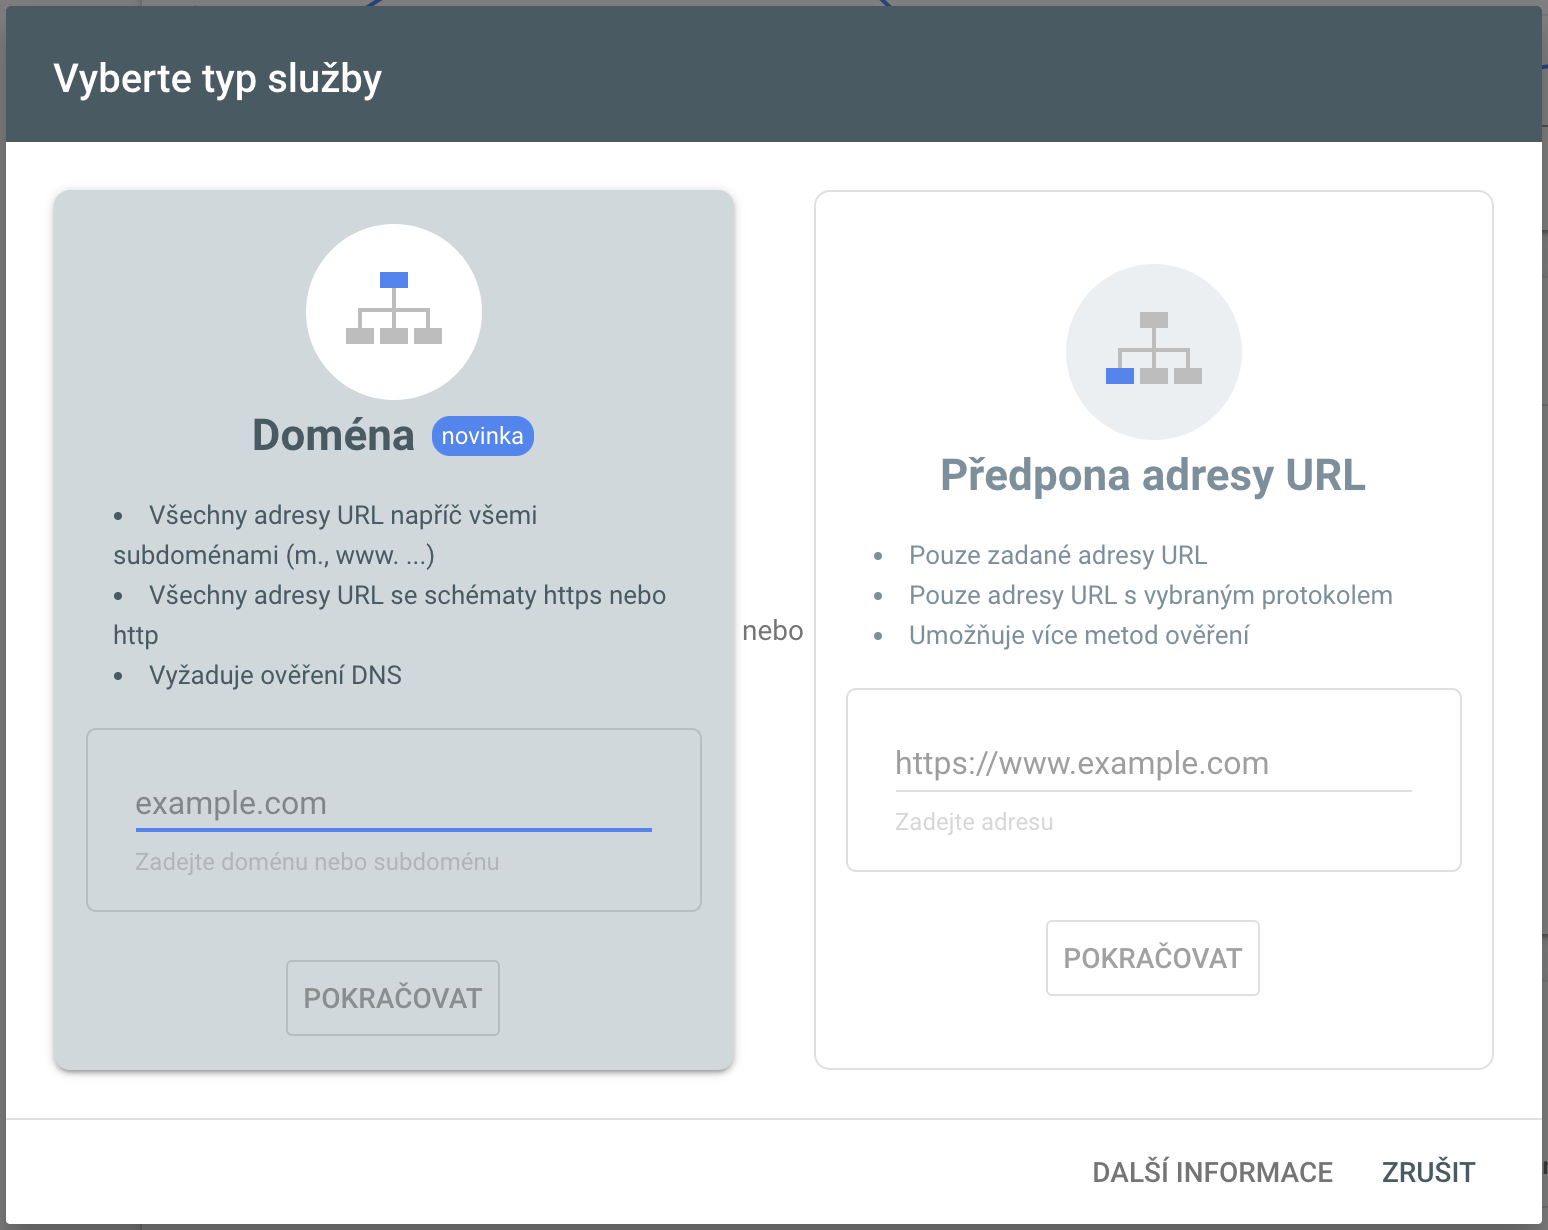 Vyberte typ služby
Doména novinka
• Všechny adresy URL napříč všemi
subdoménami (m., www. ...)
• Všechny adresy URL se schématy https nebo
http
• Vyžaduje ověření DNS
example.com
Zadejte doménu nebo subdoménu
POKRAČOVAT
nebo
Předpona adresy URL
• Pouze zadané adresy URL
• Pouze adresy URL s vybraným protokolem
• Umožňuje více metod ověření
https://www.example.com
Zadejte adresu
POKRAČOVAT
DALŠÍ INFORMACE ZRUŠIT